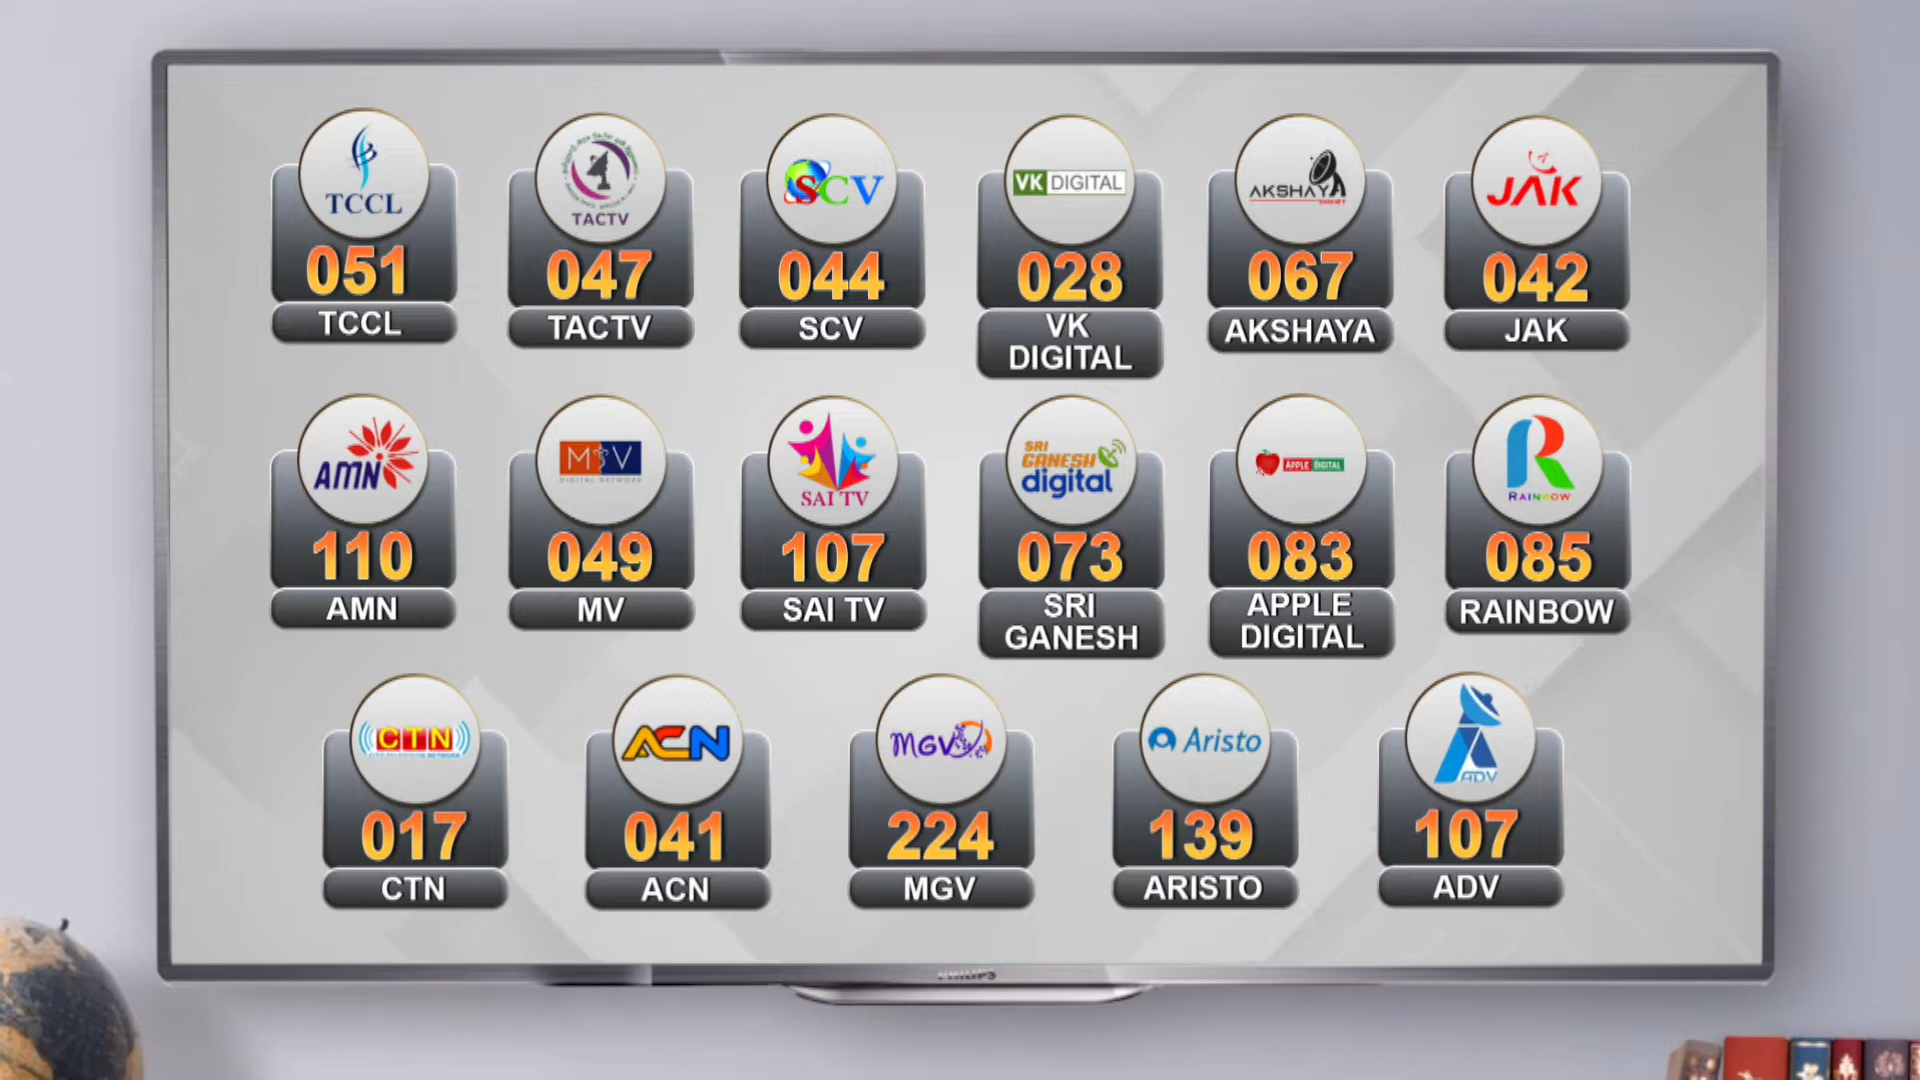 TCCL
TACTV
SCV
VK DIGITAL
AKSHAYA
JAK
051
047
044
028
067
042
TCCL
TACTV
SCV
VK
DIGITAL
AKSHAYA
JAK
AMN
MV
SAI TV
SRI
GANESH
digital
APPLE DIGITAL
RAINBOW
110
049
107
073
083
085
AMN
MV
SAI TV
SRI
GANESH
APPLE
DIGITAL
RAINBOW
CTN
ACN
MGV
Aristo
ADV
017
041
224
139
107
CTN
ACN
MGV
ARISTO
ADV
PHILIPS